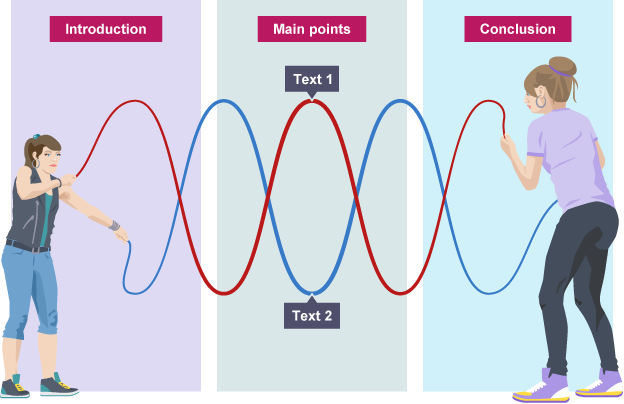 Introduction
Main points
Conclusion
Text 1
Text 2